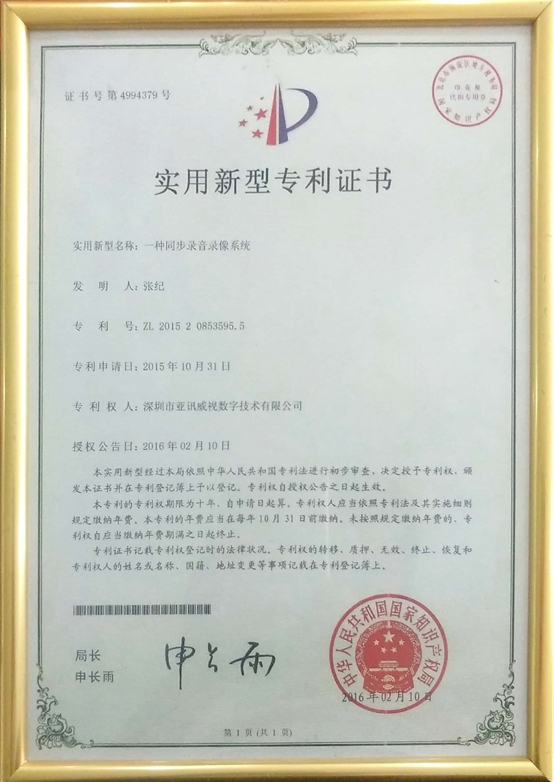 证书号第4994379号
印花税
代扣专用章
实用新型专利证书
实用新型名称：一种同步录音录像系统
发明人：张纪
专利号：ZL 2015 2 0853595.5
专利申请日：2015年10月31日
专利权人：深圳市亚讯威视数字技术有限公司
授权公告日：2016年02月10日
本实用新型经过本局依照中华人民共和国专利法进行初步审查，决定授予专利权，颁
发本证书并在专利登记簿上予以登记。专利权自授权公告之日起生效。
本专利的专利权期限为十年，自申请日起算。专利权人应当依照专利法及其实施细则
规定缴纳年费。本专利的年费应当在每年10月31日前缴纳。未按照规定缴纳年费的，专
利权自应当缴纳年费期满之日起终止。
专利证书记载专利权登记时的法律状况。专利权的转移、质押、无效、终止、恢复和
专利权人的姓名或名称、国籍、地址变更等事项记载在专利登记簿上。
局长
申长雨
申长雨
中华人民共和国国家知识产权局
2016年02月10日
第1页(共1页)